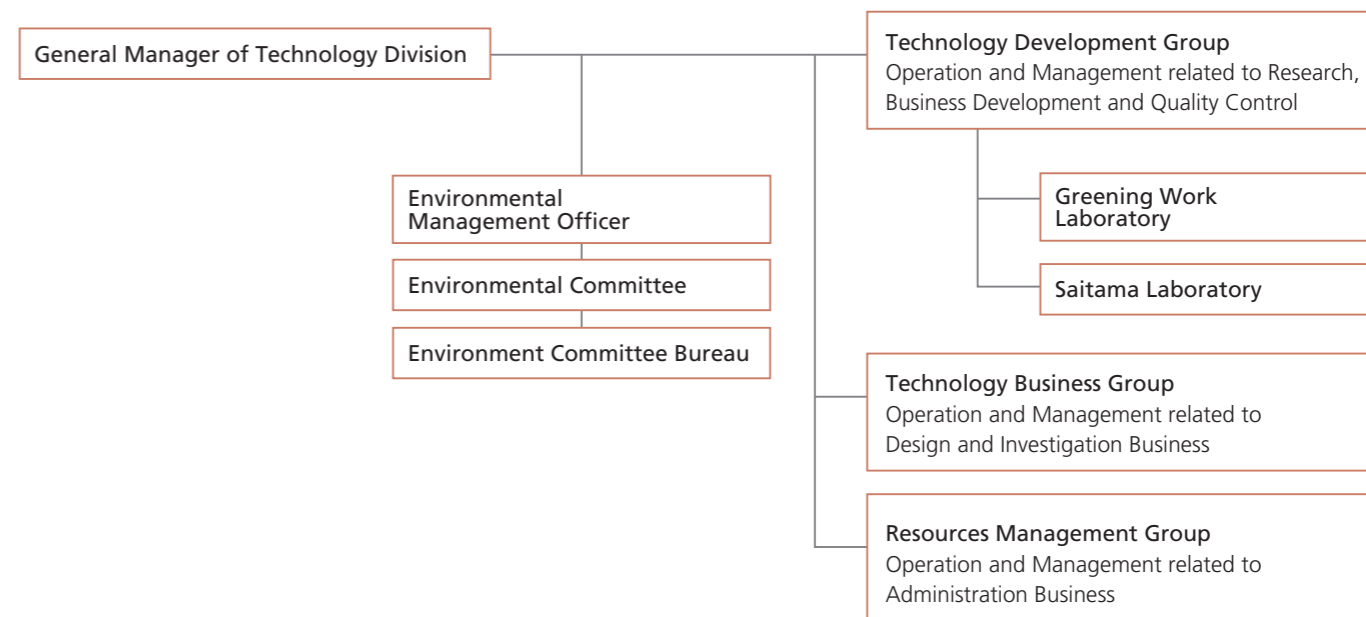 General Manager of Technology Division
Environmental
Management Officer
Environmental Committee
Environment Committee Bureau
Technology Development Group
Operation and Management related to Research,
Business Development and Quality Control
Greening Work
Laboratory
Saitama Laboratory
Technology Business Group
Operation and Management related to
Design and Investigation Business
Resources Management Group
Operation and Management related to
Administration Business